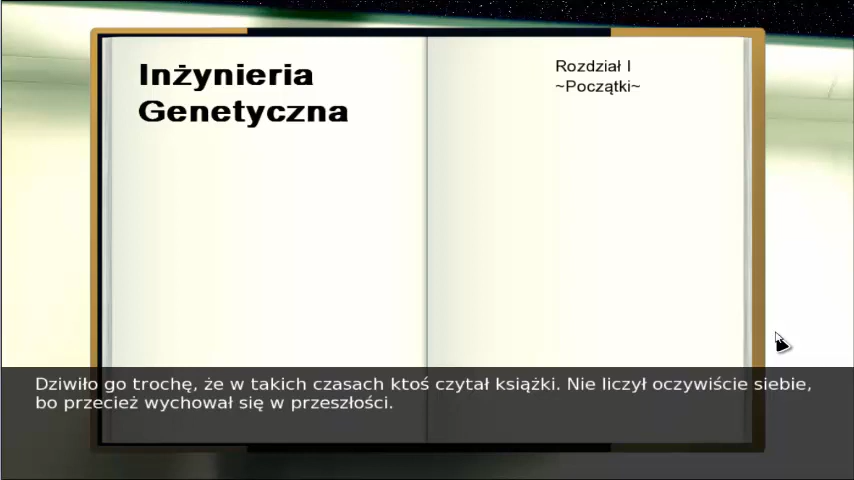 Inżynieria
Genetyczna
Rozdział I
~Początki~
Dziwiło go trochę, że w takich czasach ktoś czytał książki. Nie liczył oczywiście siebie,
bo przecież wychował się w przeszłości.